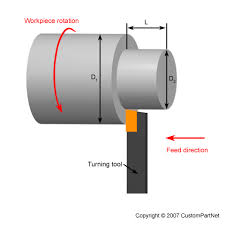 Workpiece rotation
L
D₁
D₂
Feed direction
Turning tool
Copyright © 2007 CustomPartNet